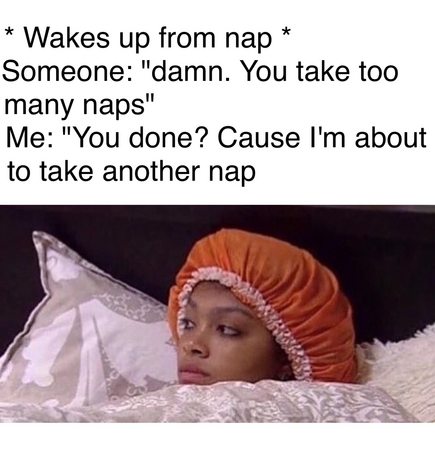 * Wakes up from nap *
Someone: "damn. You take too
many naps"
Me: "You done? Cause I'm about
to take another nap